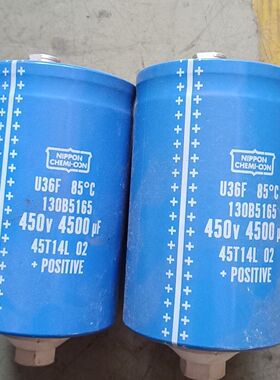 NIPPON
CHEMI-CON
U36F 85°C
130B5165
450V 4500μF
45T14L 02
+ POSITIVE
NIPPON
CHEMI-CON
U36F 85°C
130B5165
450V 4500μ
45T14L 02
+ POSITIVE